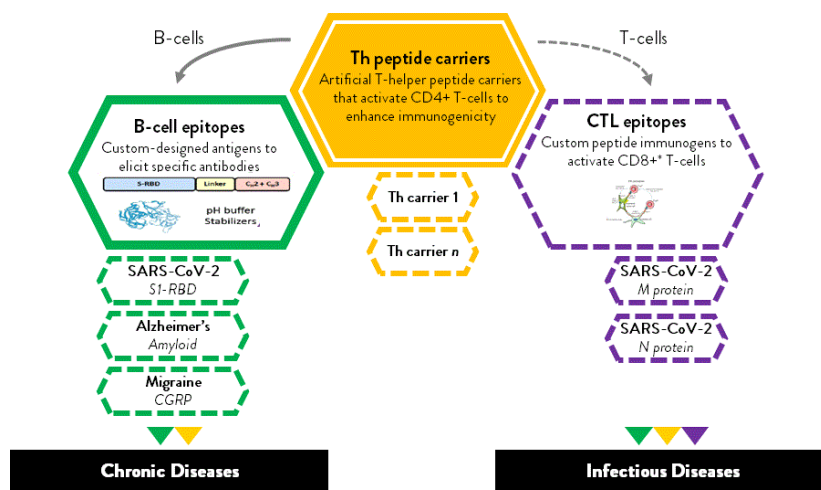 B-cells
T-cells
Th peptide carriers
Artificial T-helper peptide carriers
that activate CD4+ T-cells to
enhance immunogenicity
B-cell epitopes
Custom-designed antigens to
elicit specific antibodies
S-RBD Linker CH2 + CH3
pH buffer
Stabilizers
CTL epitopes
Custom peptide immunogens to
activate CD8+* T-cells
Th carrier 1
Th carrier n
SARS-CoV-2
S1-RBD
Alzheimer's
Amyloid
Migraine
CGRP
SARS-CoV-2
M protein
SARS-CoV-2
N protein
Chronic Diseases
Infectious Diseases